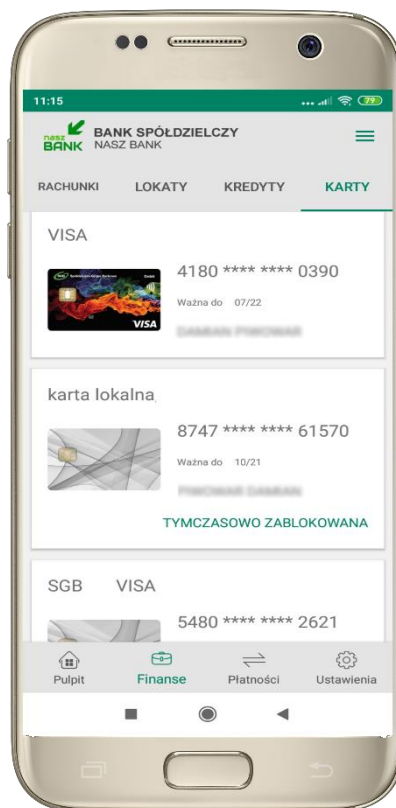 11:15
79
nasz BANK
BANK SPÓŁDZIELCZY
NASZ BANK
RACHUNKI LOKATY KREDYTY KARTY
VISA
4180 **** **** 0390
Ważna do 07/22
VISA
karta lokalna
8747 **** **** 61570
Ważna do 10/21
TYMCZASOWO ZABLOKOWANA
SGB VISA
5480 **** **** 2621
Pulpit Finanse Płatności Ustawienia